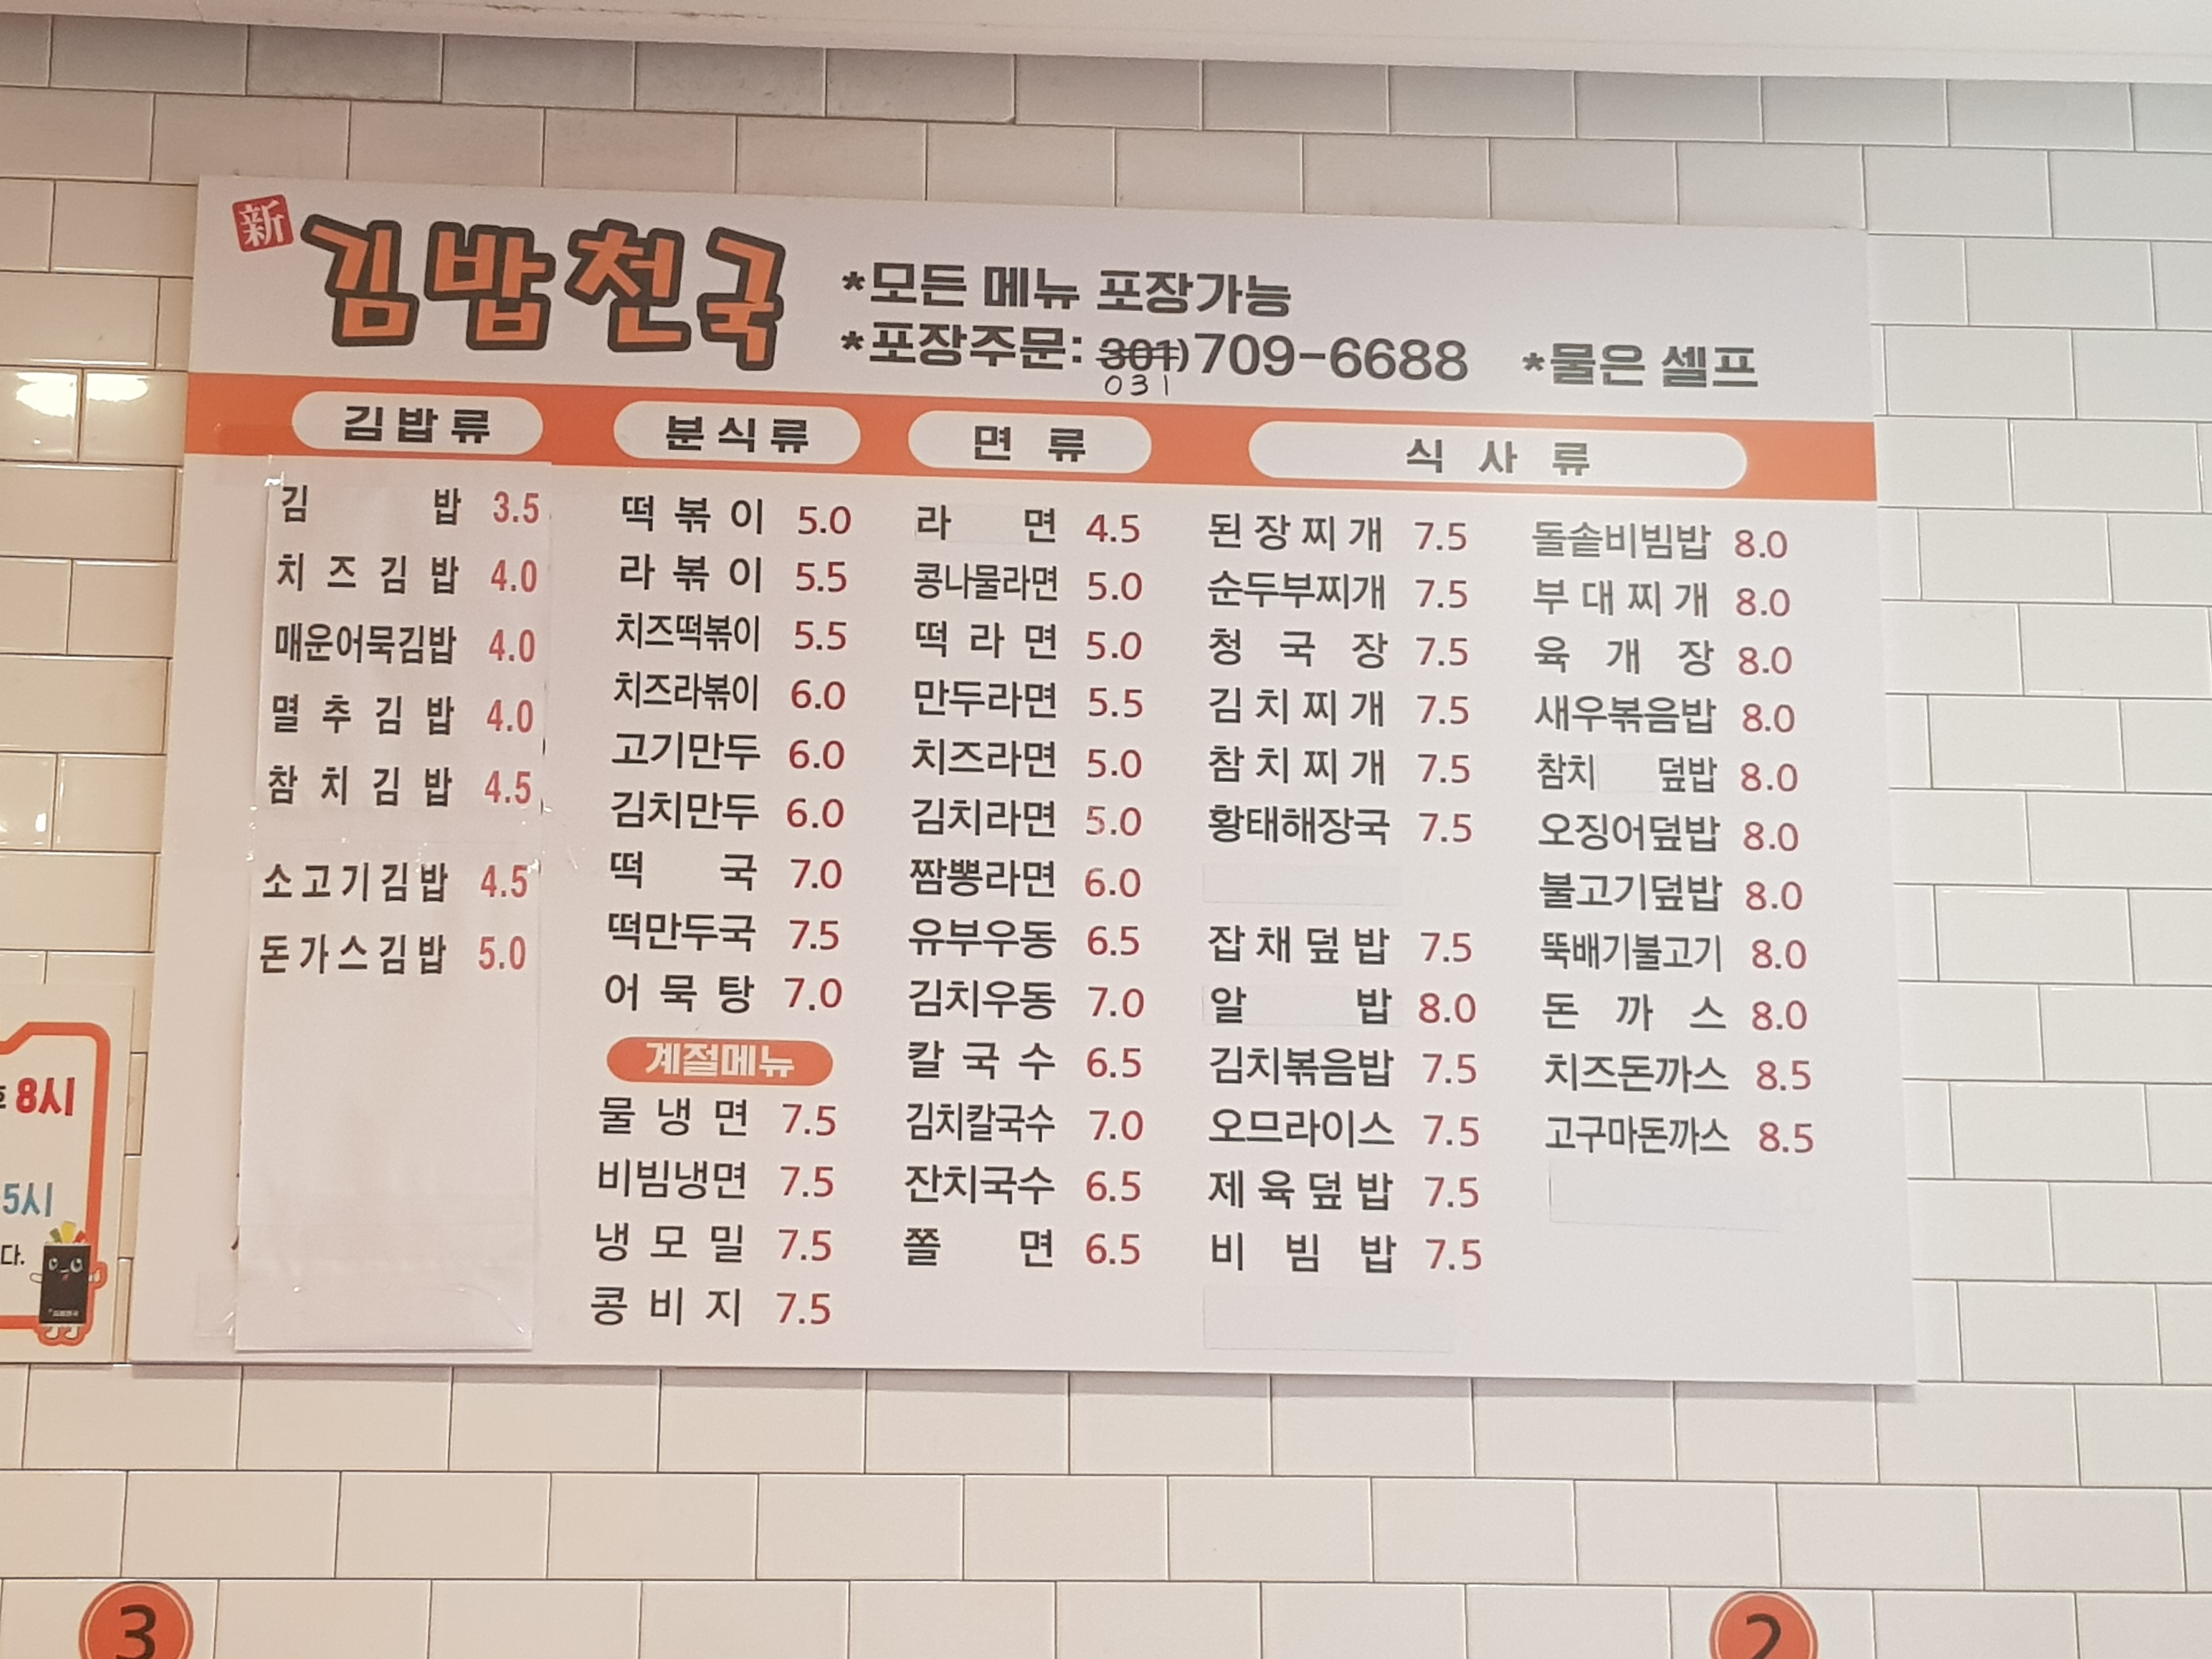 新 김밥천국
*모든 메뉴 포장가능
*포장주문: 301)709-6688
031
*물은 셀프
김밥류
김밥 3.5
치즈김밥 4.0
매운어묵김밥 4.0
멸추김밥 4.0
참치김밥 4.5
소고기김밥 4.5
돈가스김밥 5.0
분식류
떡볶이 5.0
라볶이 5.5
치즈떡볶이 5.5
치즈라볶이 6.0
고기만두 6.0
김치만두 6.0
떡국 7.0
떡만두국 7.5
어묵탕 7.0
계절메뉴
물냉면 7.5
비빔냉면 7.5
냉모밀 7.5
콩비지 7.5
면류
라면 4.5
콩나물라면 5.0
떡라면 5.0
만두라면 5.5
치즈라면 5.0
김치라면 5.0
짬뽕라면 6.0
유부우동 6.5
김치우동 7.0
칼국수 6.5
김치칼국수 7.0
잔치국수 6.5
쫄면 6.5
식사류
된장찌개 7.5
순두부찌개 7.5
청국장 7.5
김치찌개 7.5
참치찌개 7.5
황태해장국 7.5
잡채덮밥 7.5
알밥 8.0
김치볶음밥 7.5
오므라이스 7.5
제육덮밥 7.5
비빔밥 7.5
돌솥비빔밥 8.0
부대찌개 8.0
육개장 8.0
새우볶음밥 8.0
참치 덮밥 8.0
오징어덮밥 8.0
불고기덮밥 8.0
뚝배기불고기 8.0
돈까스 8.0
치즈돈까스 8.5
고구마돈까스 8.5
8시
5시
다.
3
2